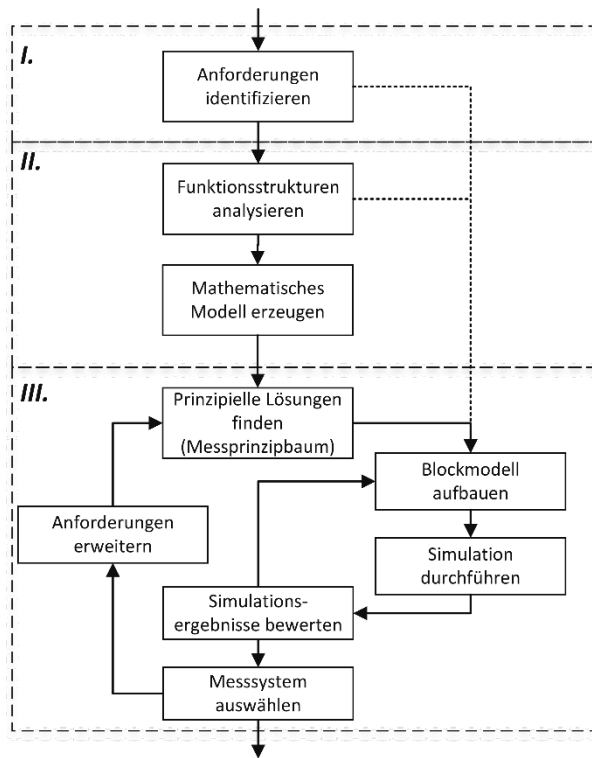 I.
Anforderungen
identifizieren
II.
Funktionsstrukturen
analysieren
Mathematisches
Modell erzeugen
III.
Prinzipielle Lösungen
finden
(Messprinzipbaum)
Blockmodell
aufbauen
Anforderungen
erweitern
Simulation
durchführen
Simulations-
ergebnisse bewerten
Messsystem
auswählen